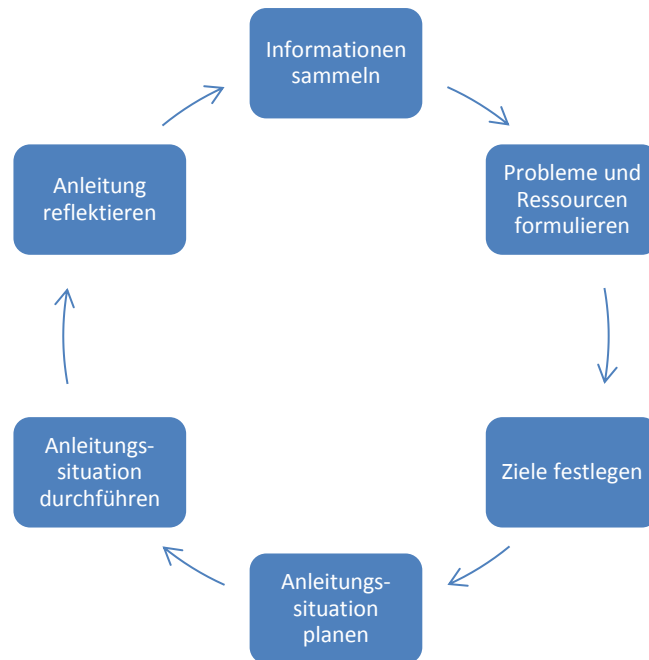 Informationen
sammeln
Probleme und
Ressourcen
formulieren
Ziele festlegen
Anleitungs-
situation
planen
Anleitungs-
situation
durchführen
Anleitung
reflektieren